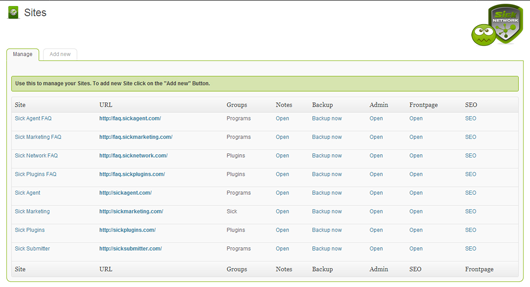 Sites
SICK
NETWORK
Manage Add new
Use this to manage your Sites. To add new Site click on the "Add new" Button.
Site URL Groups Notes Backup Admin Frontpage SEO
Sick Agent FAQ http://faq.sickagent.com/ Programs Open Backup now Open Open SEO
Sick Marketing FAQ http://faq.sickmarketing.com/ Programs Open Backup now Open Open SEO
Sick Network FAQ http://faq.sicknetwork.com/ Plugins Open Backup now Open Open SEO
Sick Plugins FAQ http://faq.sickplugins.com/ Plugins Open Backup now Open Open SEO
Sick Agent http://sickagent.com/ Programs Open Backup now Open Open SEO
Sick Marketing http://sickmarketing.com/ Sick Open Backup now Open Open SEO
Sick Plugins http://sickplugins.com/ Plugins Open Backup now Open Open SEO
Sick Submitter http://sicksubmitter.com/ Programs Open Backup now Open Open SEO
Site URL Groups Notes Backup Admin SEO Frontpage